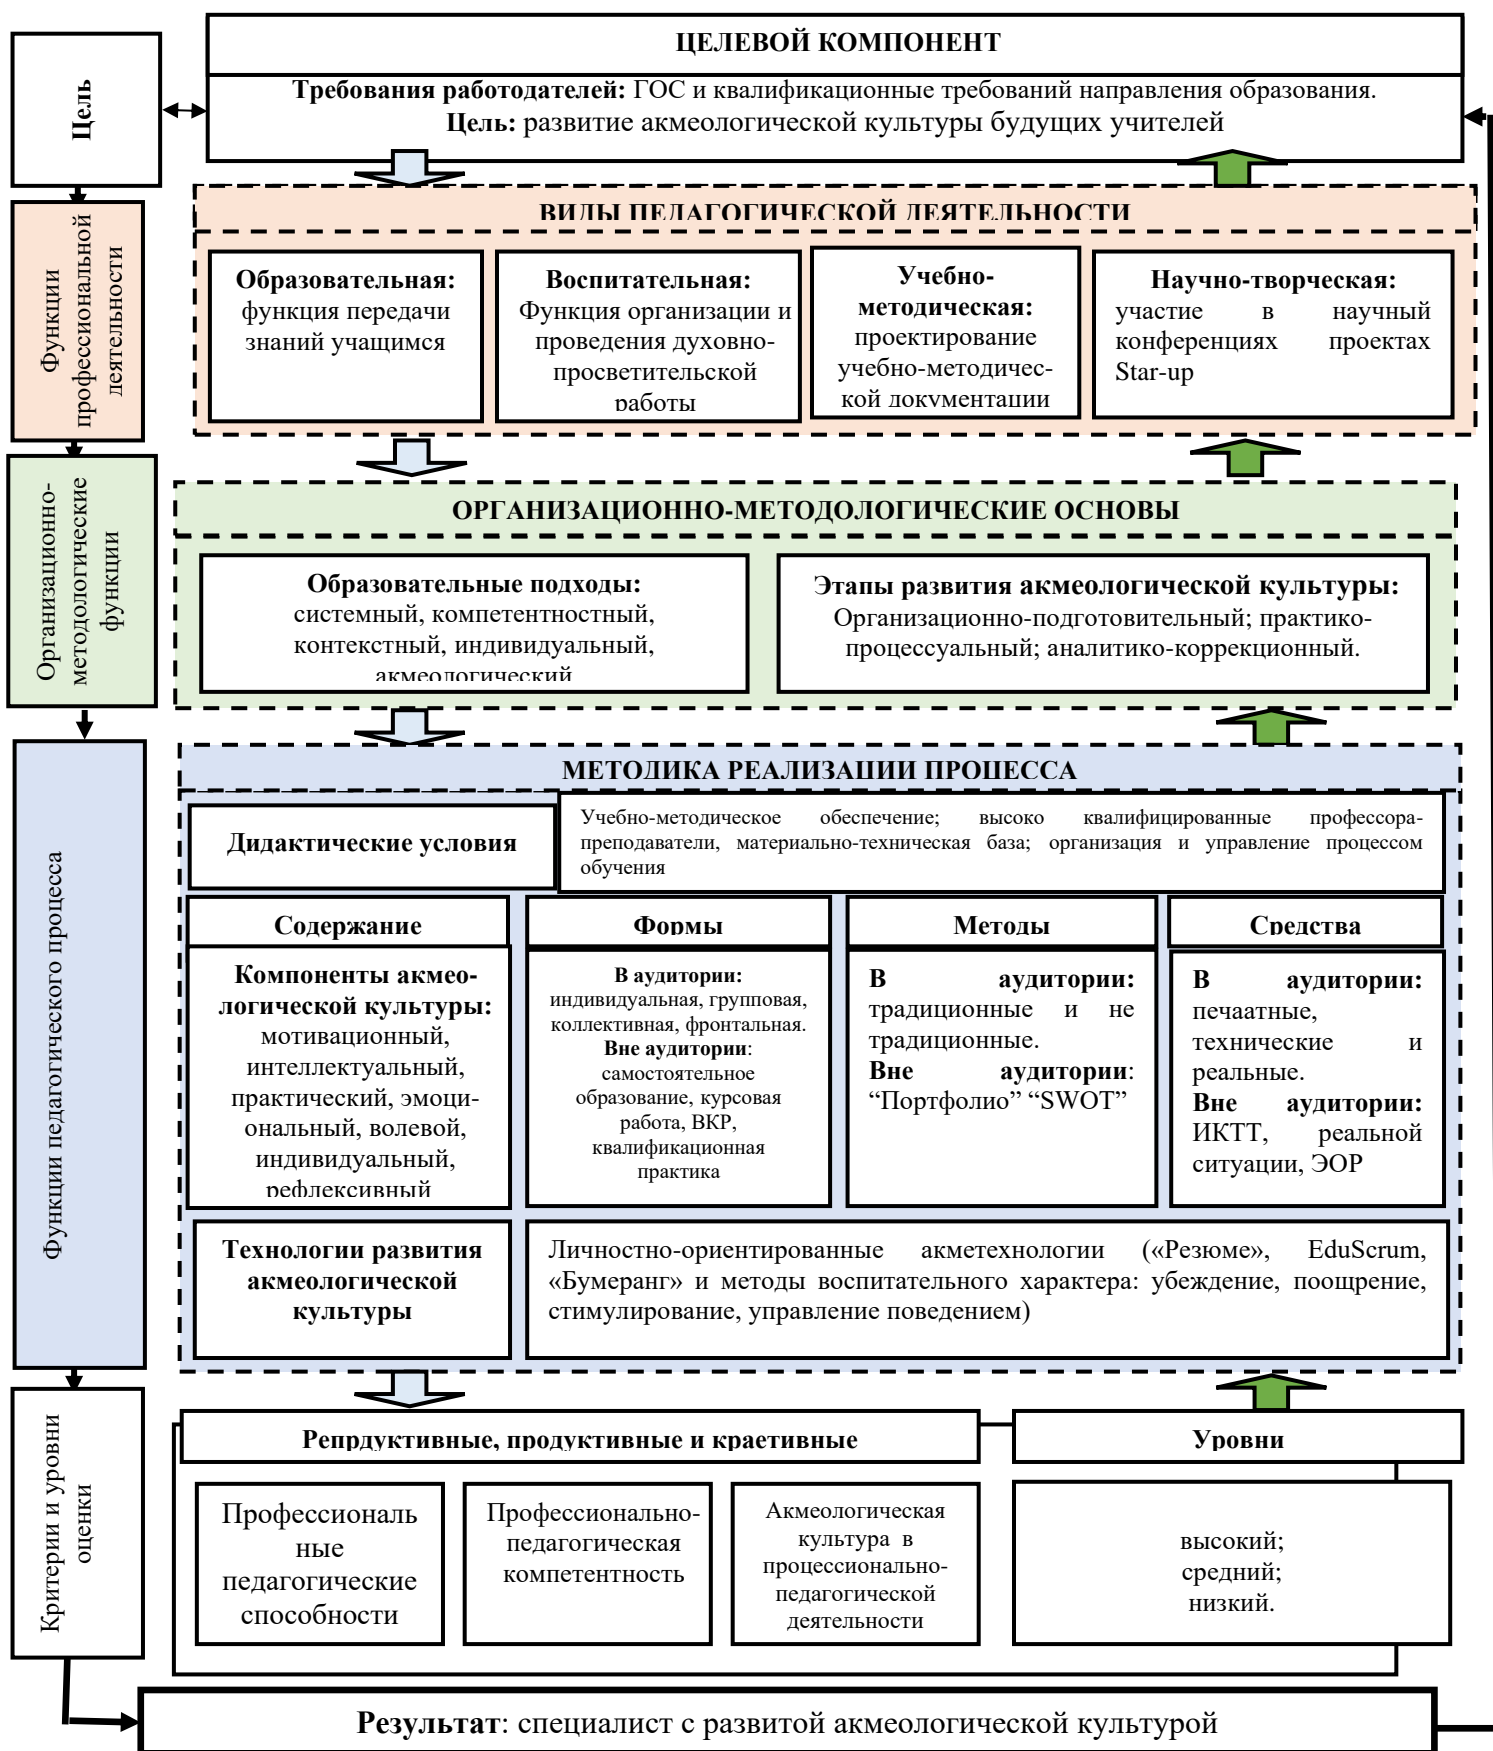 ЦЕЛЕВОЙ КОМПОНЕНТ
Требования работодателей: ГОС и квалификационные требований направления образования.
Цель: развитие акмеологической культуры будущих учителей
Цель
ВИДЫ ПЕДАГОГИЧЕСКОЙ ДЕЯТЕЛЬНОСТИ
Функции
профессиональной
деятельности
Образовательная:
функция передачи
знаний учащимся
Воспитательная:
Функция организации и
проведения духовно-
просветительской
работы
Учебно-
методическая:
проектирование
учебно-методичес-
кой документации
Научно-творческая:
участие в научный
конференциях проектах
Star-up
Организационно-
методологические
функции
ОРГАНИЗАЦИОННО-МЕТОДОЛОГИЧЕСКИЕ ОСНОВЫ
Образовательные подходы:
системный, компетентностный,
контекстный, индивидуальный,
акмеологический
Этапы развития акмеологической культуры:
Организационно-подготовительный; практико-
процессуальный; аналитико-коррекционный.
Функции педагогического процесса
МЕТОДИКА РЕАЛИЗАЦИИ ПРОЦЕССА
Дидактические условия
Учебно-методическое обеспечение; высоко квалифицированные профессора-
преподаватели, материально-техническая база; организация и управление процессом
обучения
Содержание
Формы
Методы
Средства
Компоненты акмео-
логической культуры:
мотивационный,
интеллектуальный,
практический, эмоци-
ональный, волевой,
индивидуальный,
рефлексивный
В аудитории:
индивидуальная, групповая,
коллективная, фронтальная.
Вне аудитории:
самостоятельное
образование, курсовая
работа, ВКР,
квалификационная
практика
В аудитории:
традиционные и не
традиционные.
Вне аудитории:
“Портфолио” “SWOT”
В аудитории:
печаатные,
технические и
реальные.
Вне аудитории:
ИКТТ, реальной
ситуации, ЭОР
Технологии развития
акмеологической
культуры
Личностно-ориентированные акметехнологии («Резюме», EduScrum,
«Бумеранг» и методы воспитательного характера: убеждение, поощрение,
стимулирование, управление поведением)
Критерии и уровни
оценки
Репрдуктивные, продуктивные и краетивные
Уровни
Профессиональ
ные
педагогические
способности
Профессионально-
педагогическая
компетентность
Акмеологическая
культура в
процессионально-
педагогической
деятельности
высокий;
средний;
низкий.
Результат: специалист с развитой акмеологической культурой